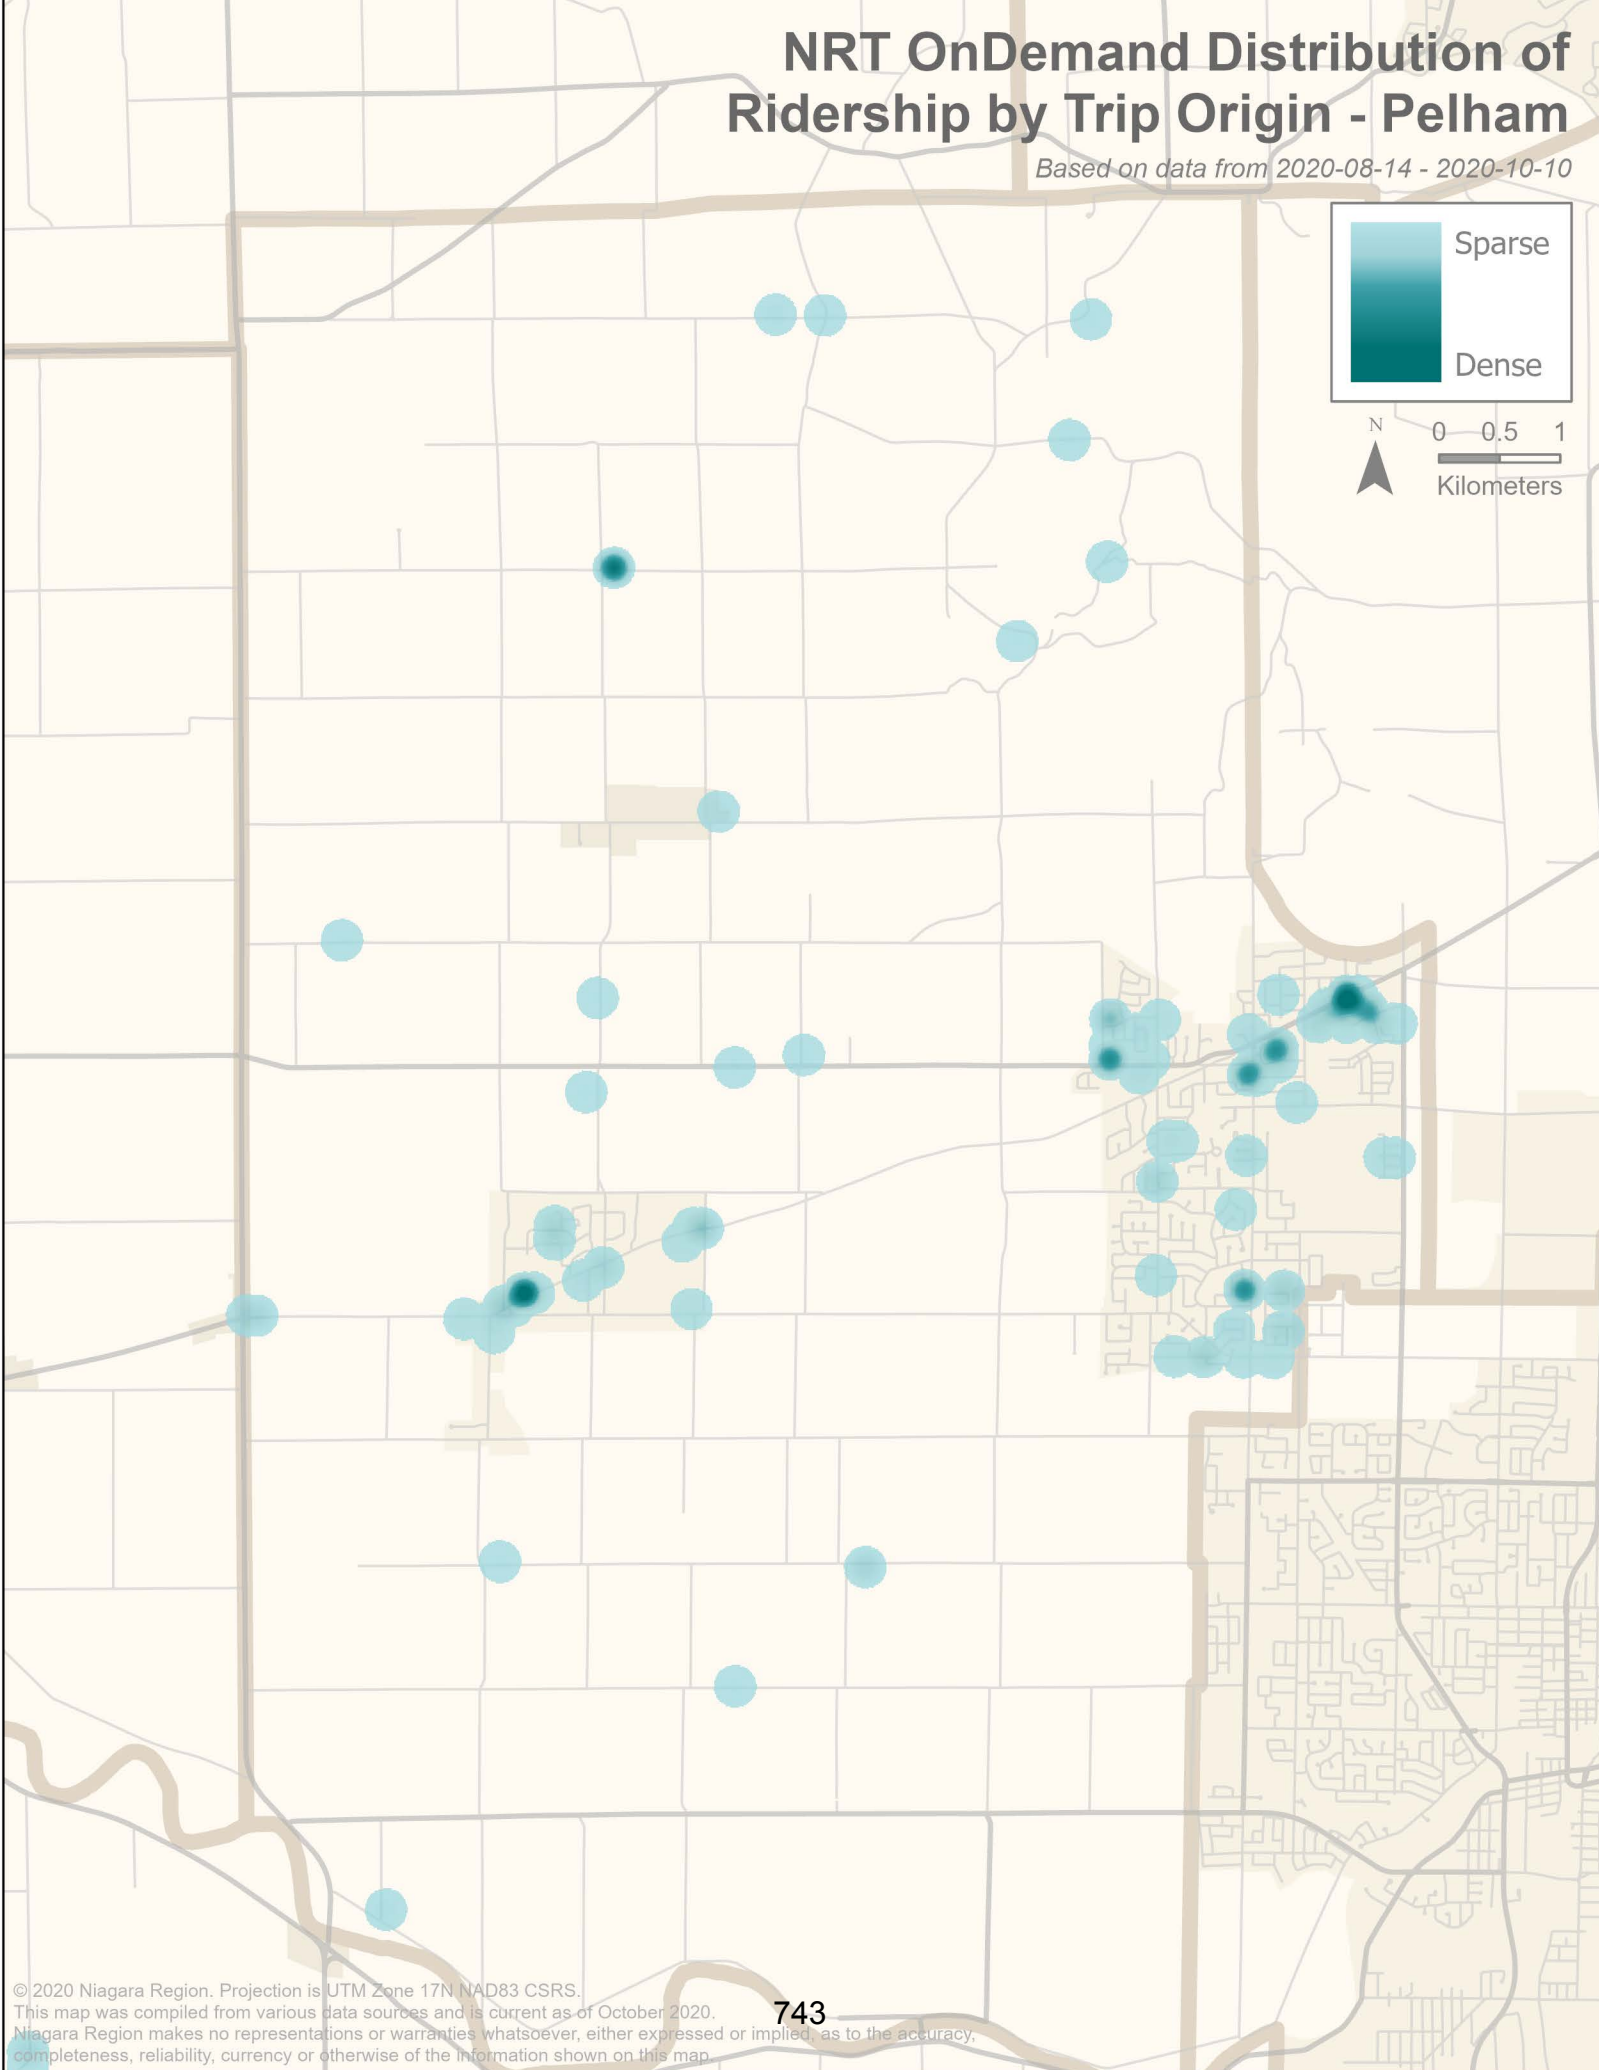 NRT OnDemand Distribution of
Ridership by Trip Origin - Pelham
Based on data from 2020-08-14 - 2020-10-10
Sparse
Dense
N
0 0.5 1
Kilometers
© 2020 Niagara Region. Projection is UTM Zone 17N NAD83 CSRS.
This map was compiled from various data sources and is current as of October 2020.
Niagara Region makes no representations or warranties whatsoever, either expressed or implied, as to the accuracy,
completeness, reliability, currency or otherwise of the information shown on this map.
743